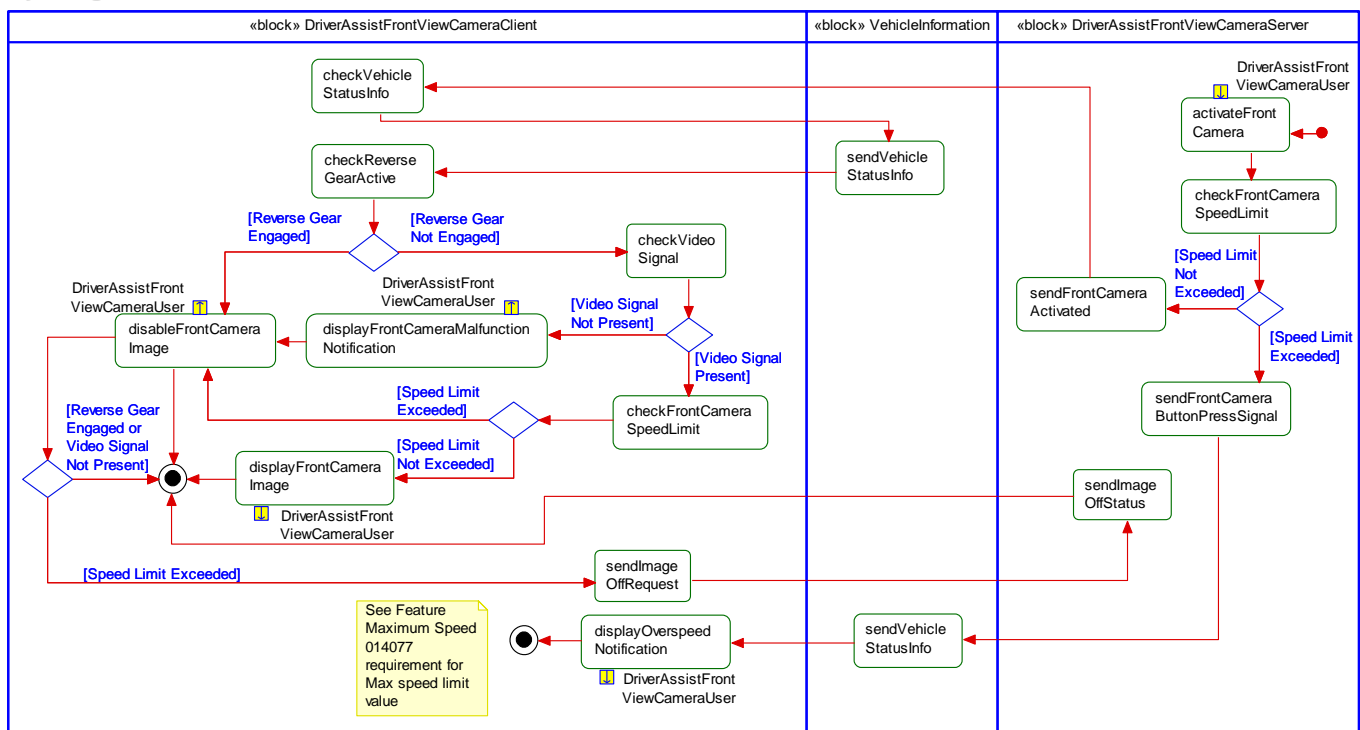 «block» DriverAssistFrontViewCameraClient
«block» VehicleInformation
«block» DriverAssistFrontViewCameraServer
checkVehicle
StatusInfo
DriverAssistFront
ViewCameraUser
activateFront
Camera
checkReverse
GearActive
sendVehicle
StatusInfo
checkFrontCamera
SpeedLimit
[Reverse Gear
Engaged]
[Reverse Gear
Not Engaged]
checkVideo
Signal
[Speed Limit
Not
Exceeded]
DriverAssistFront
ViewCameraUser
DriverAssistFront
ViewCameraUser
sendFrontCamera
Activated
disableFrontCamera
Image
displayFrontCameraMalfunction
Notification
[Video Signal
Not Present]
[Speed Limit
Exceeded]
[Video Signal
Present]
[Speed Limit
Exceeded]
checkFrontCamera
SpeedLimit
sendFrontCamera
ButtonPressSignal
[Reverse Gear
Engaged or
Video Signal
Not Present]
[Speed Limit
Not Exceeded]
displayFrontCamera
Image
DriverAssistFront
ViewCameraUser
sendImage
OffStatus
[Speed Limit Exceeded]
sendImage
OffRequest
See Feature
Maximum Speed
014077
requirement for
Max speed limit
value
displayOverspeed
Notification
DriverAssistFront
ViewCameraUser
sendVehicle
StatusInfo